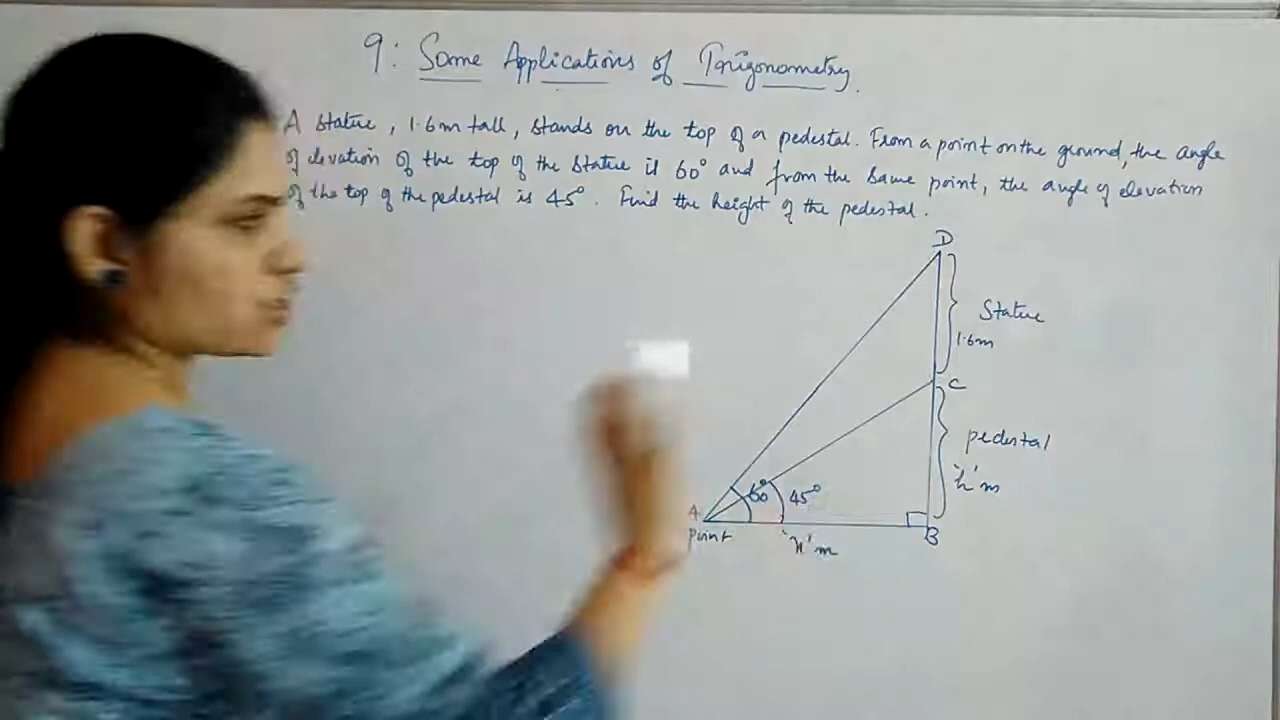 9: Some Applications of Trigonometry.
A statue, 1.6m tall, stands on the top of a pedestal. From a point on the ground, the angle
of elevation of the top of the statue is 60° and from the same point, the angle of elevation
of the top of the pedestal is 45°. Find the height of the pedestal.
D
Statue
1.6m
C
pedestal
'h'm
60°
45°
A
Point
B
'x'm